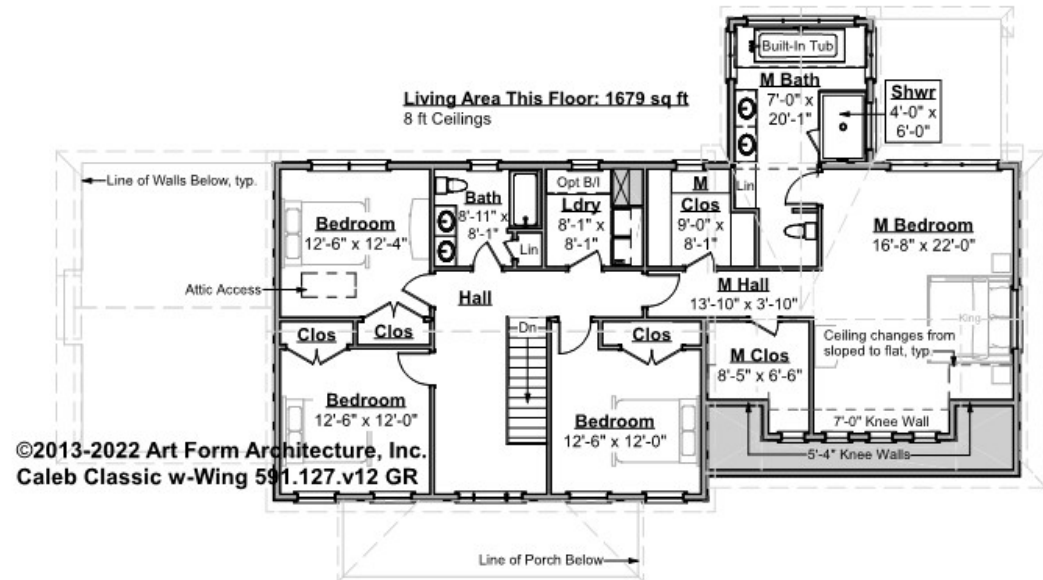 Built-In Tub
M Bath
7'-0" x
20'-1"
Shwr
4'-0" x
6'-0"
Living Area This Floor: 1679 sq ft
8 ft Ceilings
Line of Walls Below, typ.
Bedroom
12'-6" x 12'-4"
Attic Access
Bath
8'-11" x
8'-1"
Lin
Opt B/I
Ldry
8'-1" x
8'-1"
M
Clos
9'-0" x
8'-1"
Lin
M Bedroom
16'-8" x 22'-0"
Hall
M Hall
13'-10" x 3'-10"
King
Clos
Clos
Dn
Clos
M Clos
8'-5" x 6'-6"
Ceiling changes from
sloped to flat, typ.
Bedroom
12'-6" x 12'-0"
Bedroom
12'-6" x 12'-0"
7'-0" Knee Wall
5'-4" Knee Walls
©2013-2022 Art Form Architecture, Inc.
Caleb Classic w-Wing 591.127.v12 GR
Line of Porch Below